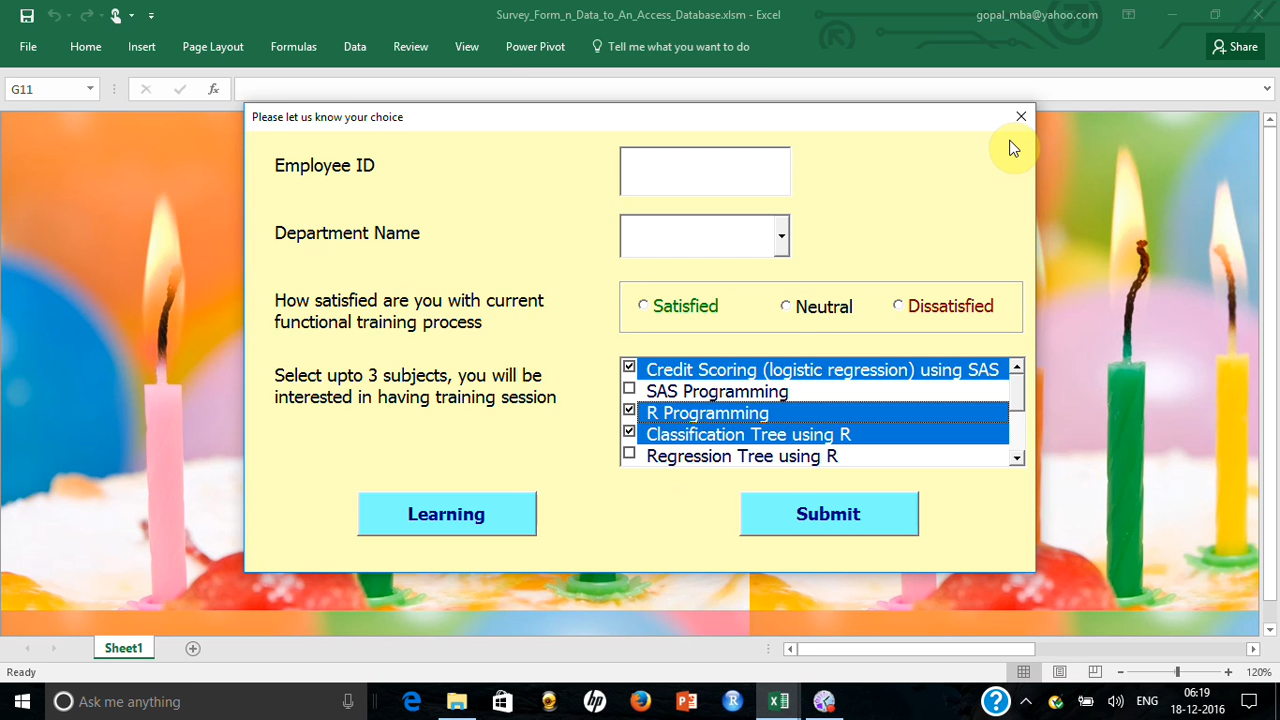 Survey_Form_n_Data_to_An_Access_Database.xlsm - Excel
gopal_mba@yahoo.com
File Home Insert Page Layout Formulas Data Review View Power Pivot Tell me what you want to do Share
G11
fx
Please let us know your choice
Employee ID
Department Name
How satisfied are you with current
functional training process
Satisfied Neutral Dissatisfied
Select upto 3 subjects, you will be
interested in having training session
Credit Scoring (logistic regression) using SAS
SAS Programming
R Programming
Classification Tree using R
Regression Tree using R
Learning Submit
Sheet1
Ready
120%
Ask me anything
hp
R
ENG
06:19
18-12-2016